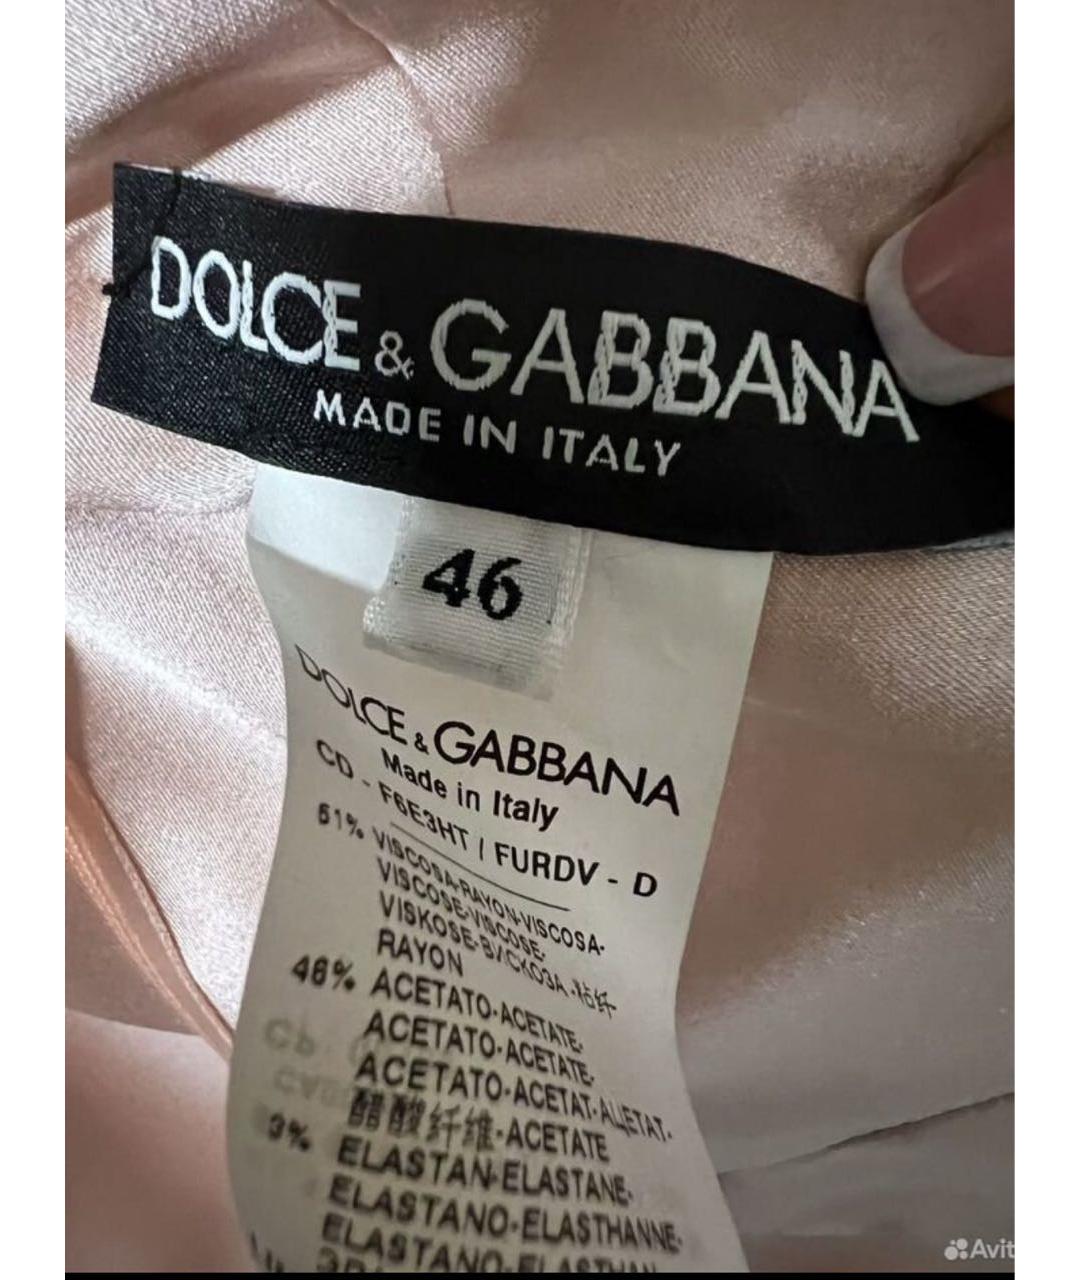 DOLCE & GABBANA
MADE IN ITALY
46
DOLCE & GABBANA
Made in Italy
CD - F6E3HT / FURDV - D
51% VISCOSA-RAYON-VISCOSA-
VISCOSE-VISCOSE-
VISKOSE-ВИСКОЗА-粘纤-
RAYON
46% ACETATO-ACETATE-
ACETATO-ACETATE-
ACETATO-ACETAT-АЦЕТАТ-
醋酸纤维-ACETATE
3% ELASTAN-ELASTANE-
ELASTANO-ELASTHANNE-
ELASTANO-ELASTHAN
Avit